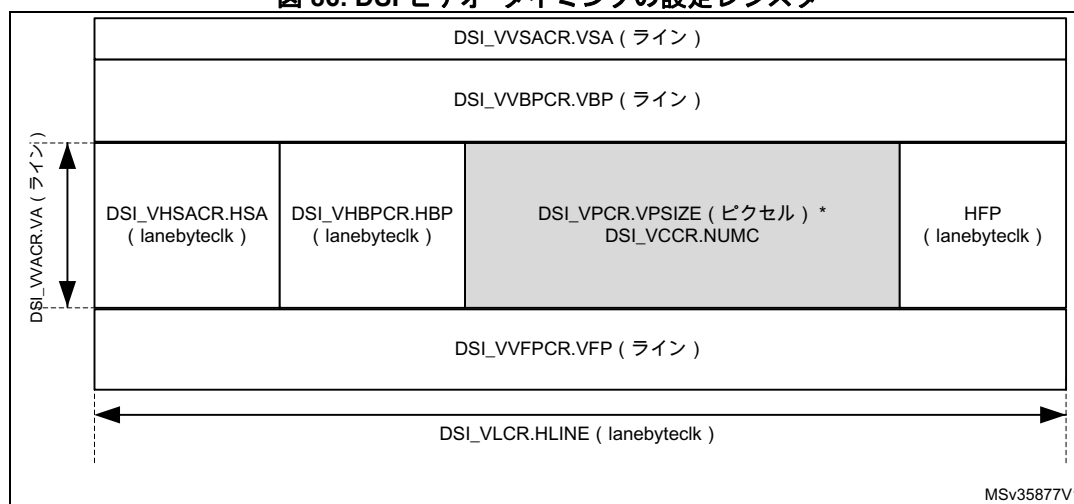 DSI_VVSACR.VSA ( ライン )
DSI_VVBPCR.VBP ( ライン )
DSI_VVACR.VA ( ライン )
DSI_VHSACR.HSA
( lanebyteclk )
DSI_VHBPCR.HBP
( lanebyteclk )
DSI_VPCR.VPSIZE ( ピクセル ) *
DSI_VCCR.NUMC
HFP
( lanebyteclk )
DSI_VVFPCR.VFP ( ライン )
DSI_VLCR.HLINE ( lanebyteclk )
MSv35877V